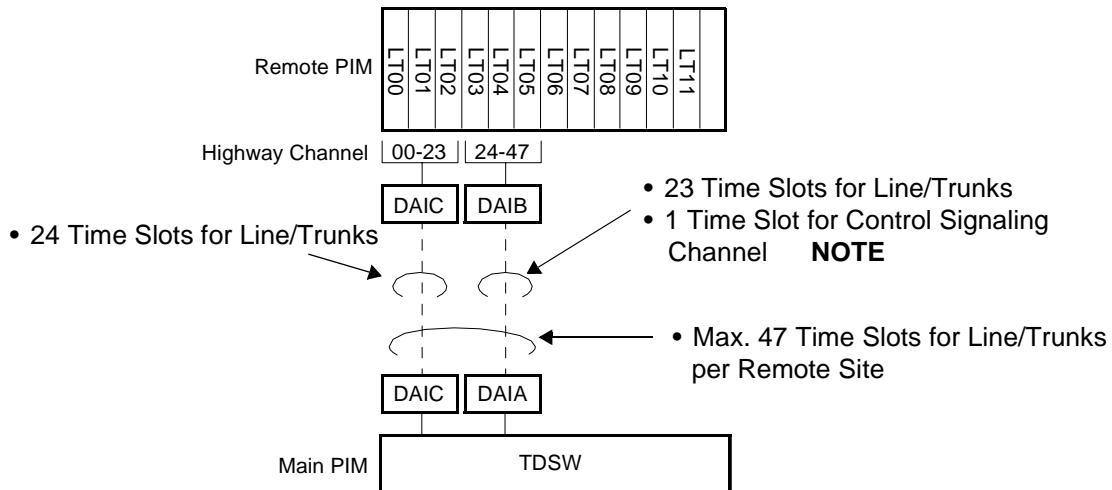 Remote PIM
LT00
LT01
LT02
LT03
LT04
LT05
LT06
LT07
LT08
LT09
LT10
LT11
Highway Channel
00-23
24-47
DAIC
DAIB
• 24 Time Slots for Line/Trunks
• 23 Time Slots for Line/Trunks
• 1 Time Slot for Control Signaling
Channel NOTE
• Max. 47 Time Slots for Line/Trunks
per Remote Site
DAIC
DAIA
Main PIM
TDSW